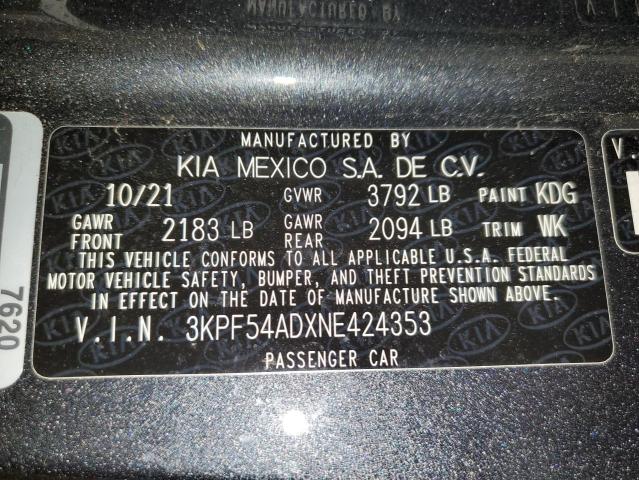 MANUFACTURED BY
KIA MEXICO S.A. DE C.V.
10/21 GVWR 3792 LB PAINT KDG
GAWR FRONT 2183 LB GAWR REAR 2094 LB TRIM WK
THIS VEHICLE CONFORMS TO ALL APPLICABLE U.S.A. FEDERAL
MOTOR VEHICLE SAFETY, BUMPER, AND THEFT PREVENTION STANDARDS
IN EFFECT ON THE DATE OF MANUFACTURE SHOWN ABOVE.
V.I.N. 3KPF54ADXNE424353
PASSENGER CAR
7620
V